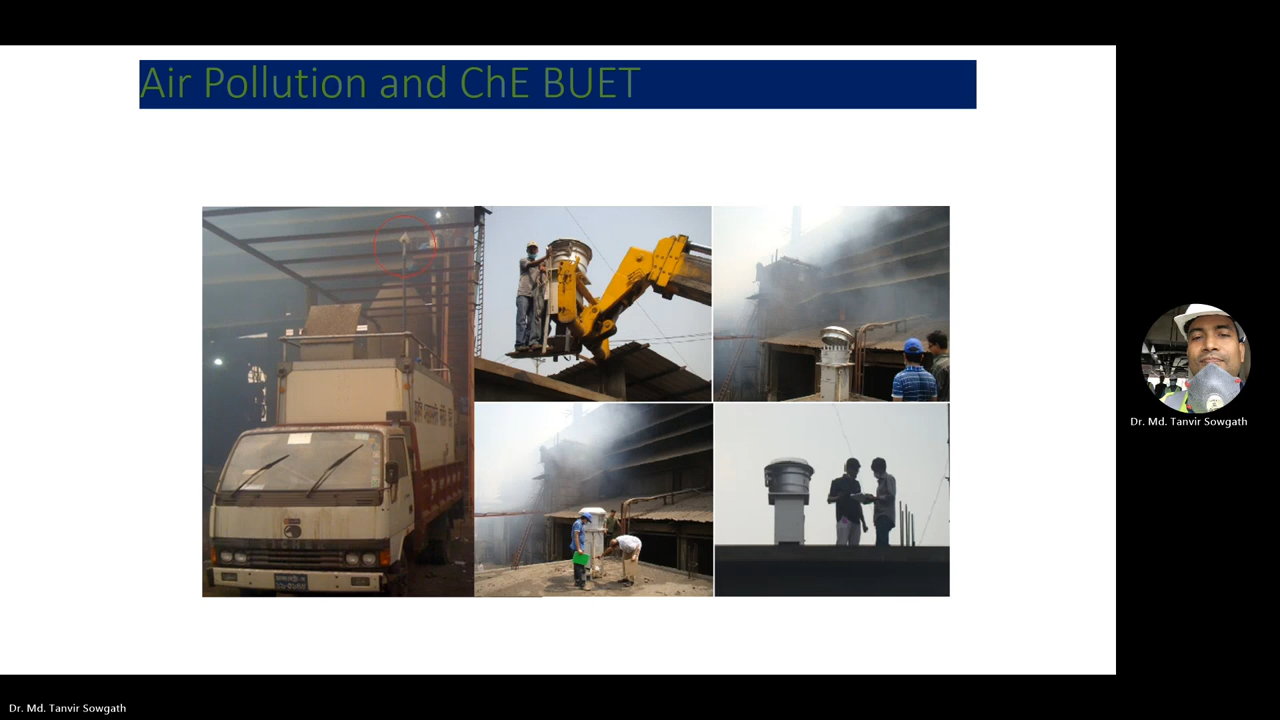 Air Pollution and ChE BUET
Dr. Md. Tanvir Sowgath
Dr. Md. Tanvir Sowgath